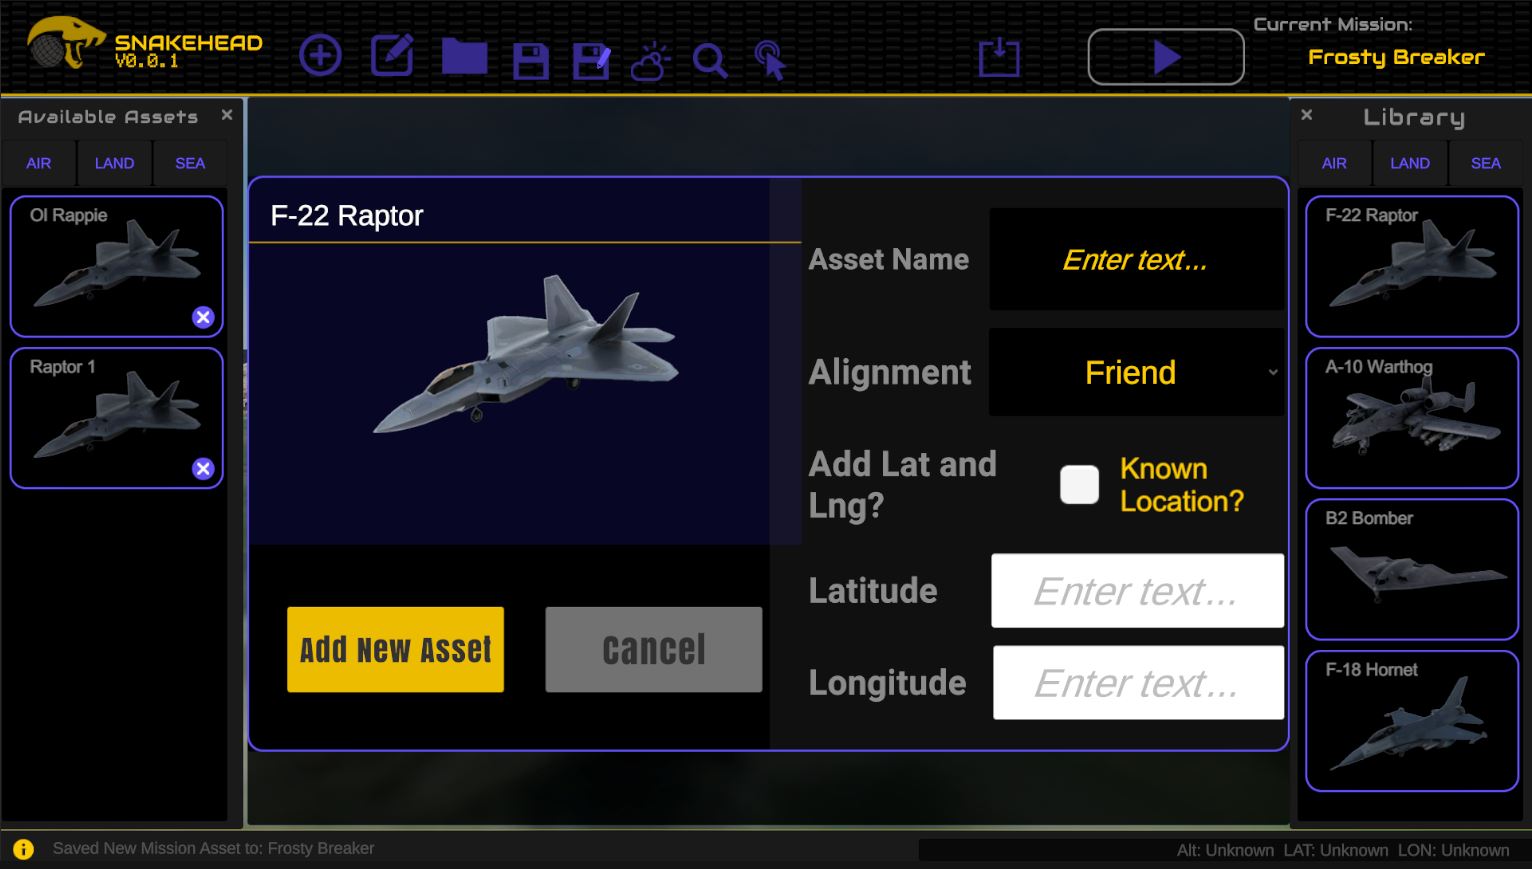 SNAKEHEAD
V0.0.1
Current Mission:
Frosty Breaker
Available Assets
AIR LAND SEA
Ol Rappie
Raptor 1
F-22 Raptor
Add New Asset
Cancel
Asset Name
Enter text...
Alignment
Friend
Add Lat and
Lng?
Known
Location?
Latitude
Enter text...
Longitude
Enter text...
Library
AIR LAND SEA
F-22 Raptor
A-10 Warthog
B2 Bomber
F-18 Hornet
Saved New Mission Asset to: Frosty Breaker
Alt: Unknown LAT: Unknown LON: Unknown